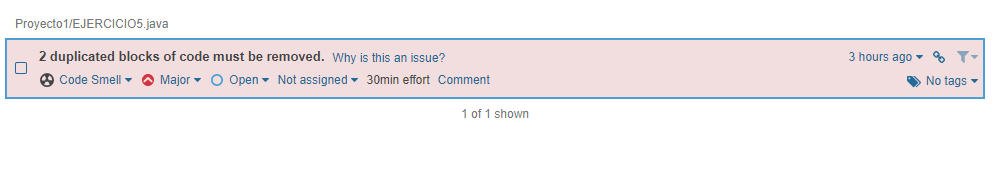 Proyecto1/EJERCICIO5.java
2 duplicated blocks of code must be removed. Why is this an issue? 3 hours ago
Code Smell Major Open Not assigned 30min effort Comment No tags
1 of 1 shown